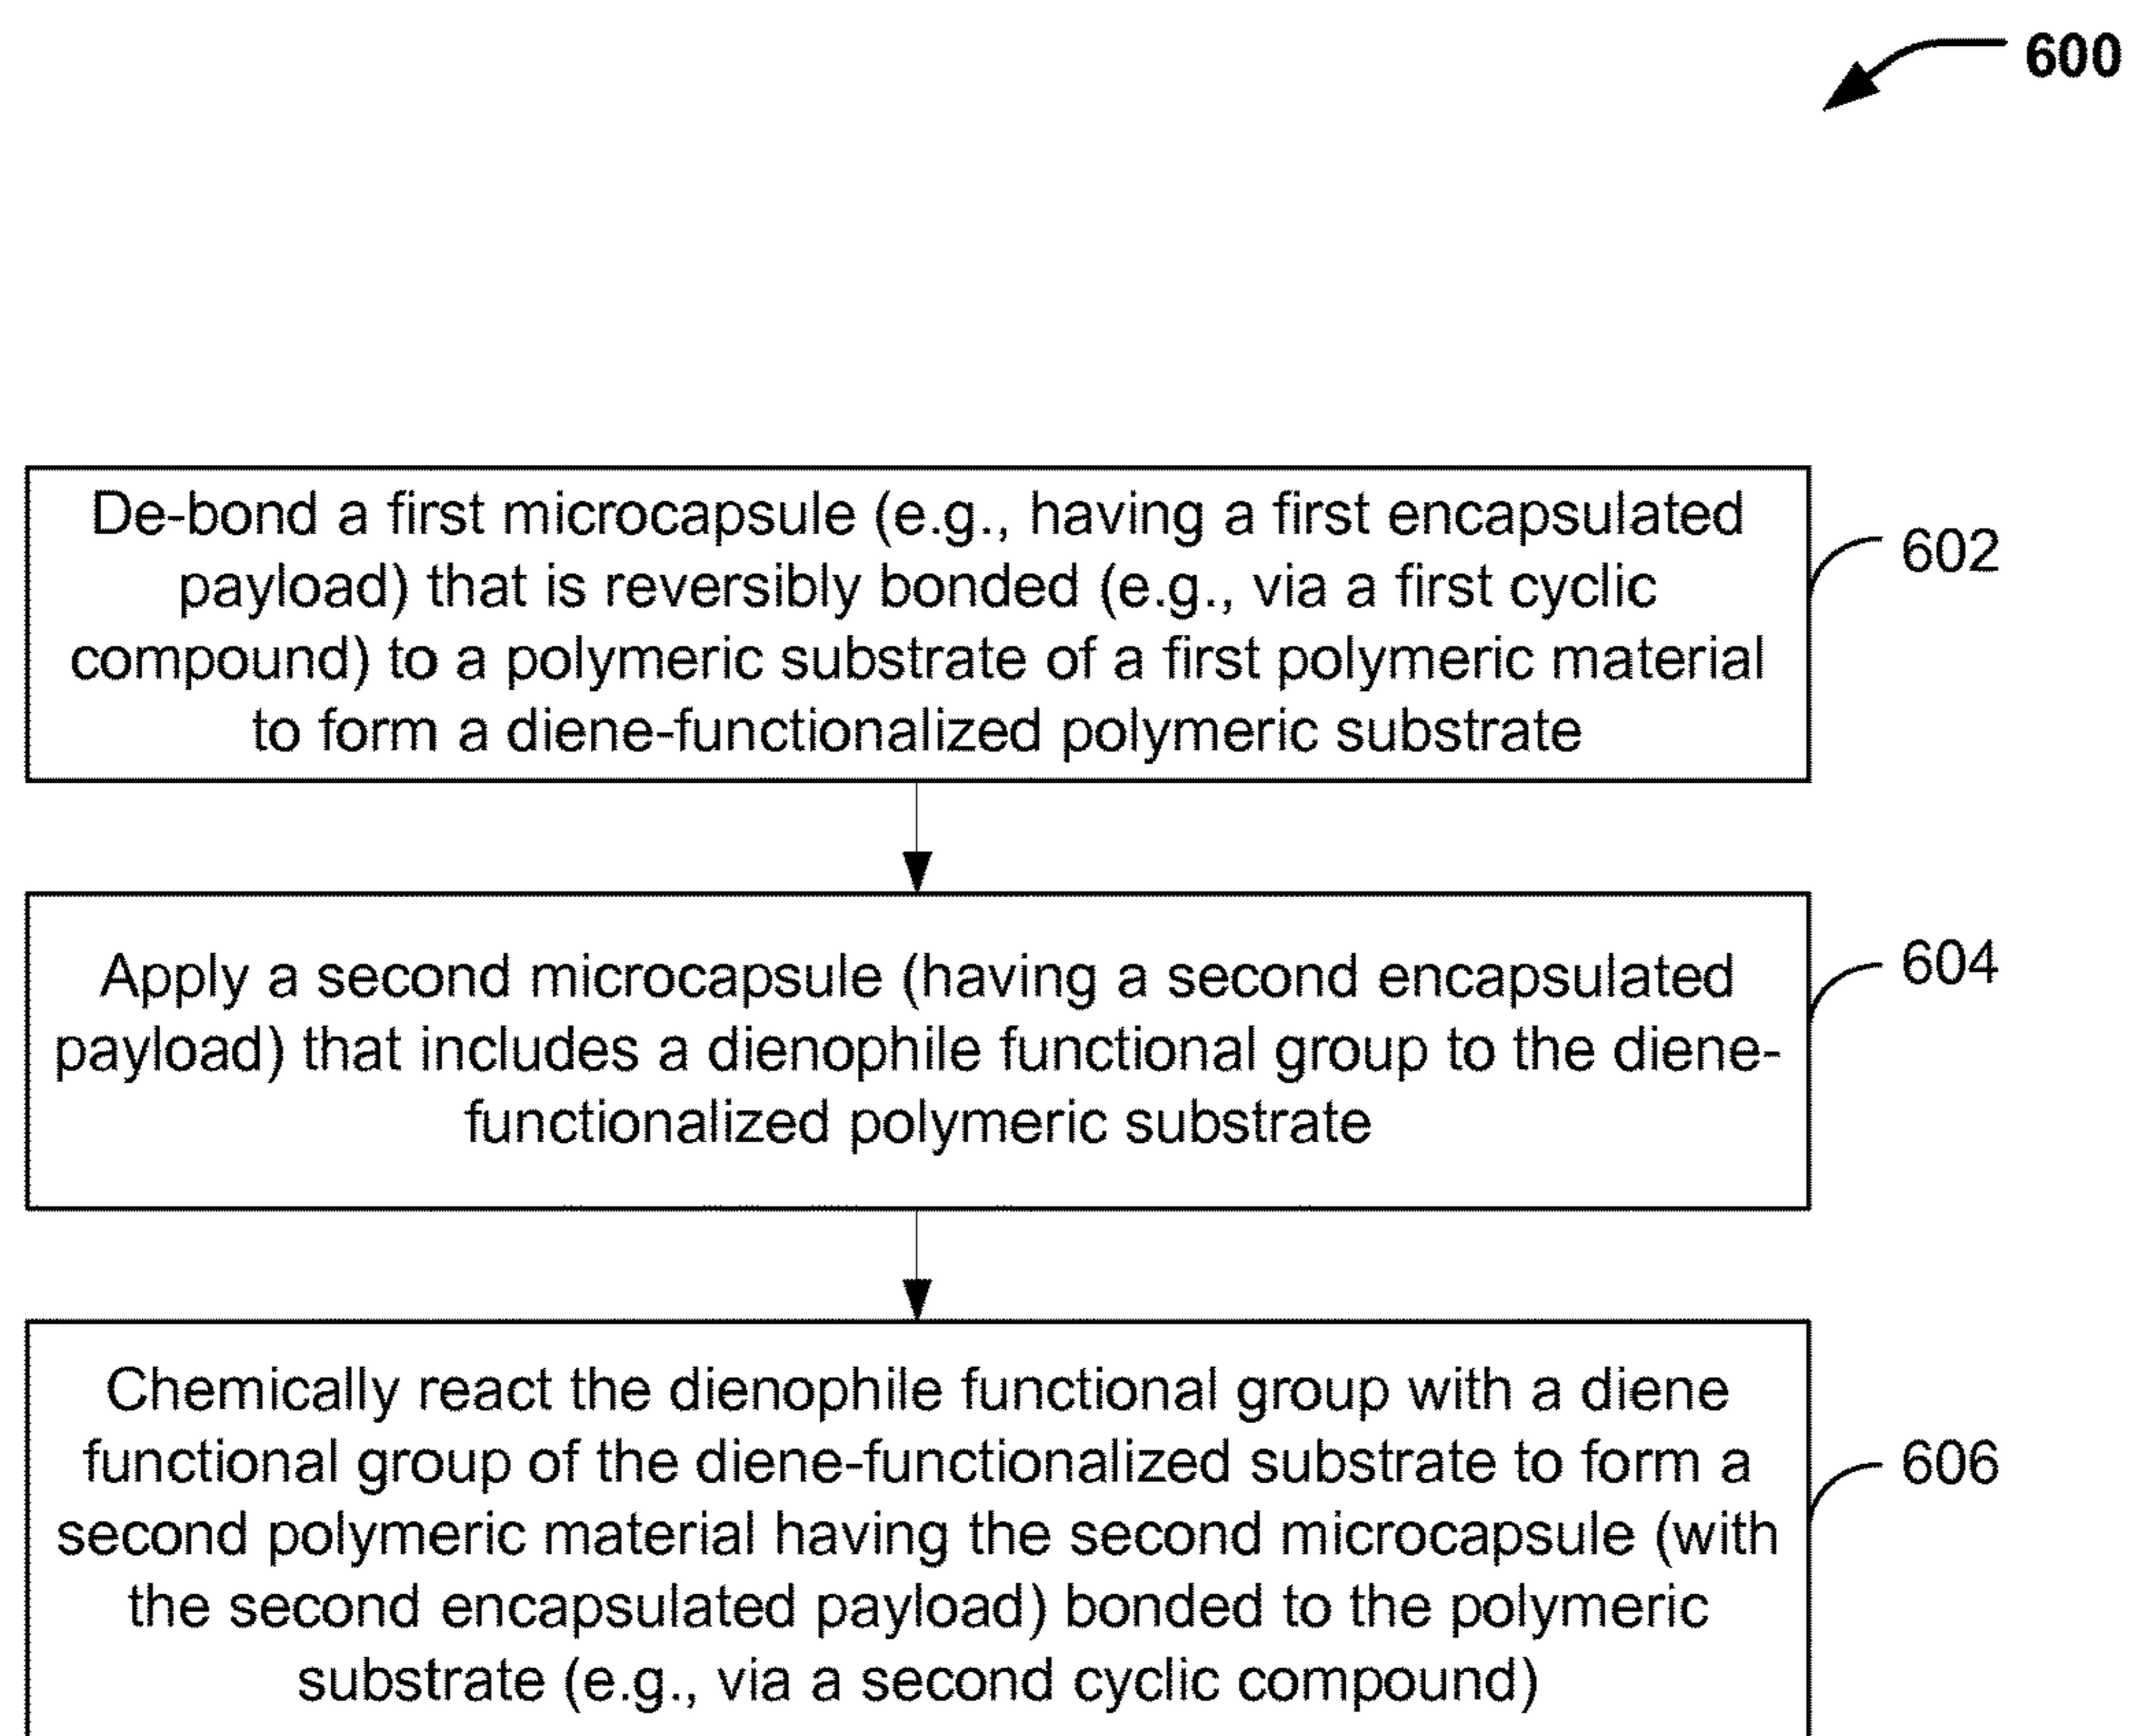 600
De-bond a first microcapsule (e.g., having a first encapsulated
payload) that is reversibly bonded (e.g., via a first cyclic
compound) to a polymeric substrate of a first polymeric material
to form a diene-functionalized polymeric substrate
602
Apply a second microcapsule (having a second encapsulated
payload) that includes a dienophile functional group to the diene-
functionalized polymeric substrate
604
Chemically react the dienophile functional group with a diene
functional group of the diene-functionalized substrate to form a
second polymeric material having the second microcapsule (with
the second encapsulated payload) bonded to the polymeric
substrate (e.g., via a second cyclic compound)
606